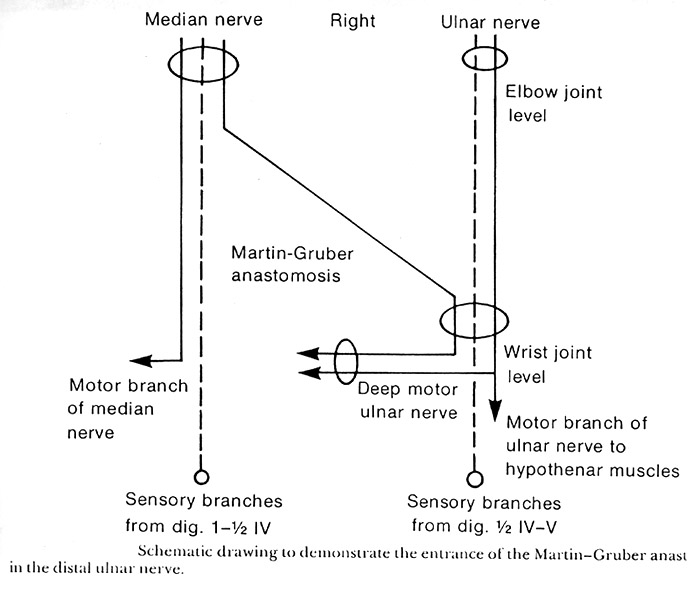 Median nerve
Right
Ulnar nerve
Elbow joint
level
Martin-Gruber
anastomosis
Wrist joint
level
Deep motor
ulnar nerve
Motor branch
of median
nerve
Motor branch of
ulnar nerve to
hypothenar muscles
Sensory branches
from dig. 1–½ IV
Sensory branches
from dig. ½ IV–V
Schematic drawing to demonstrate the entrance of the Martin–Gruber anast
in the distal ulnar nerve.